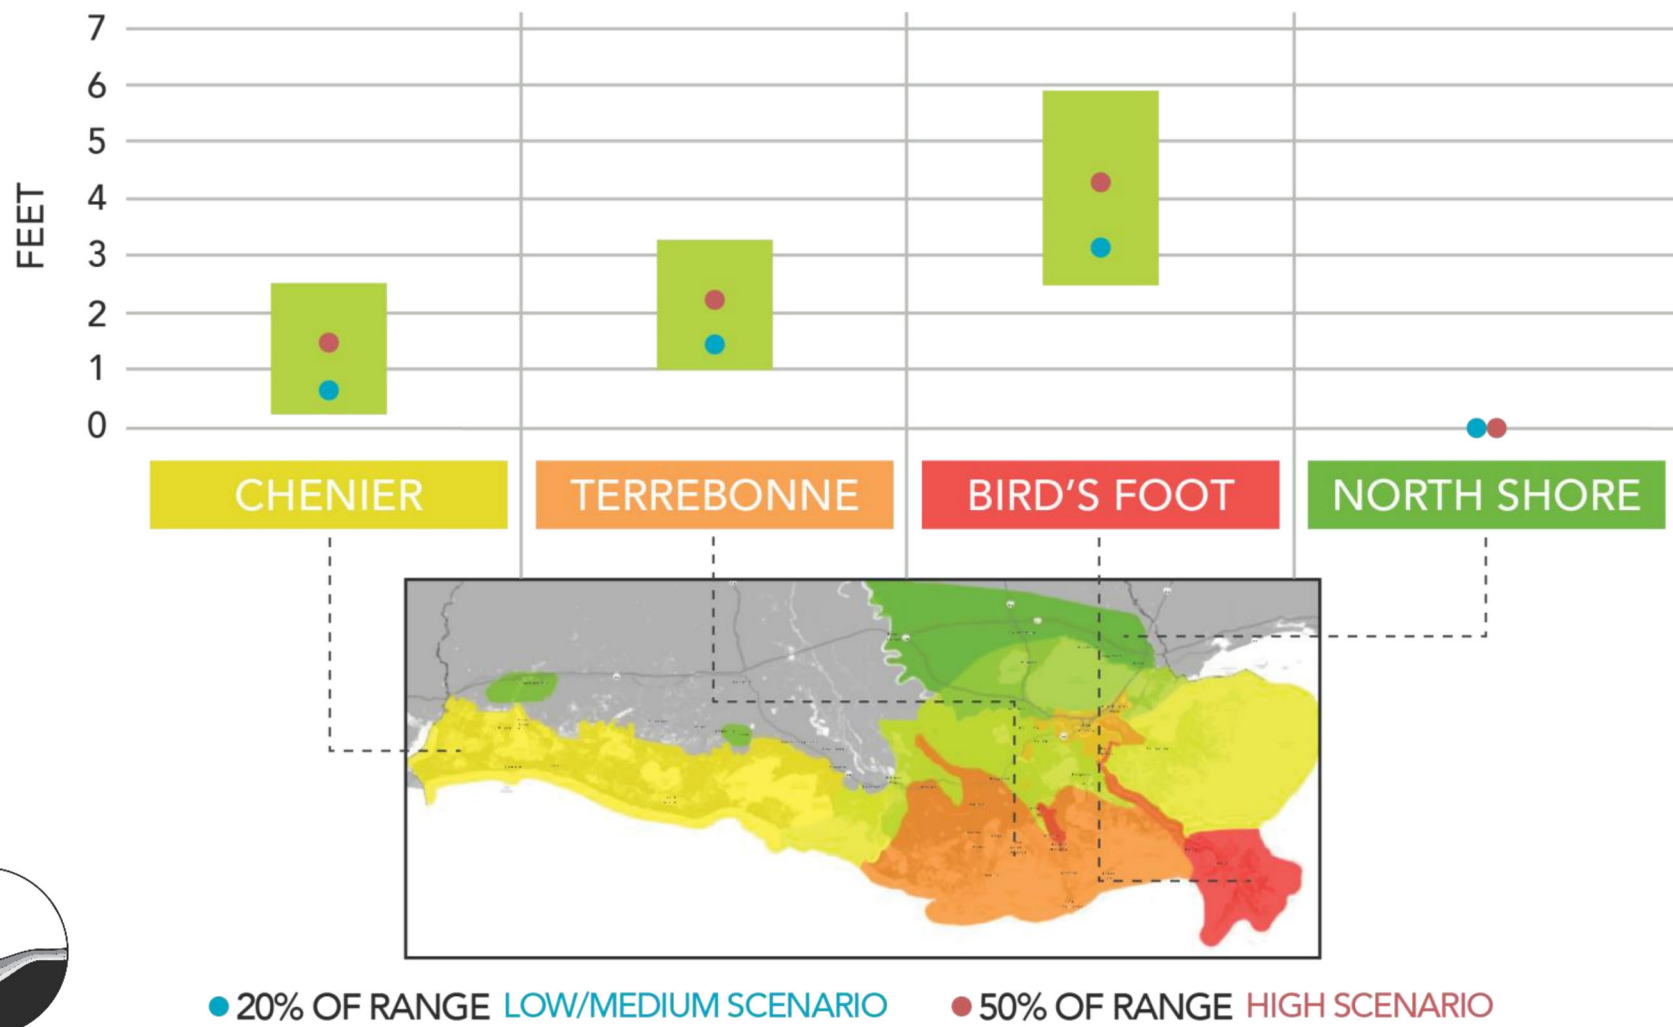 7
6
5
4
3
2
1
0
FEET
CHENIER
TERREBONNE
BIRD'S FOOT
NORTH SHORE
20% OF RANGE LOW/MEDIUM SCENARIO
50% OF RANGE HIGH SCENARIO